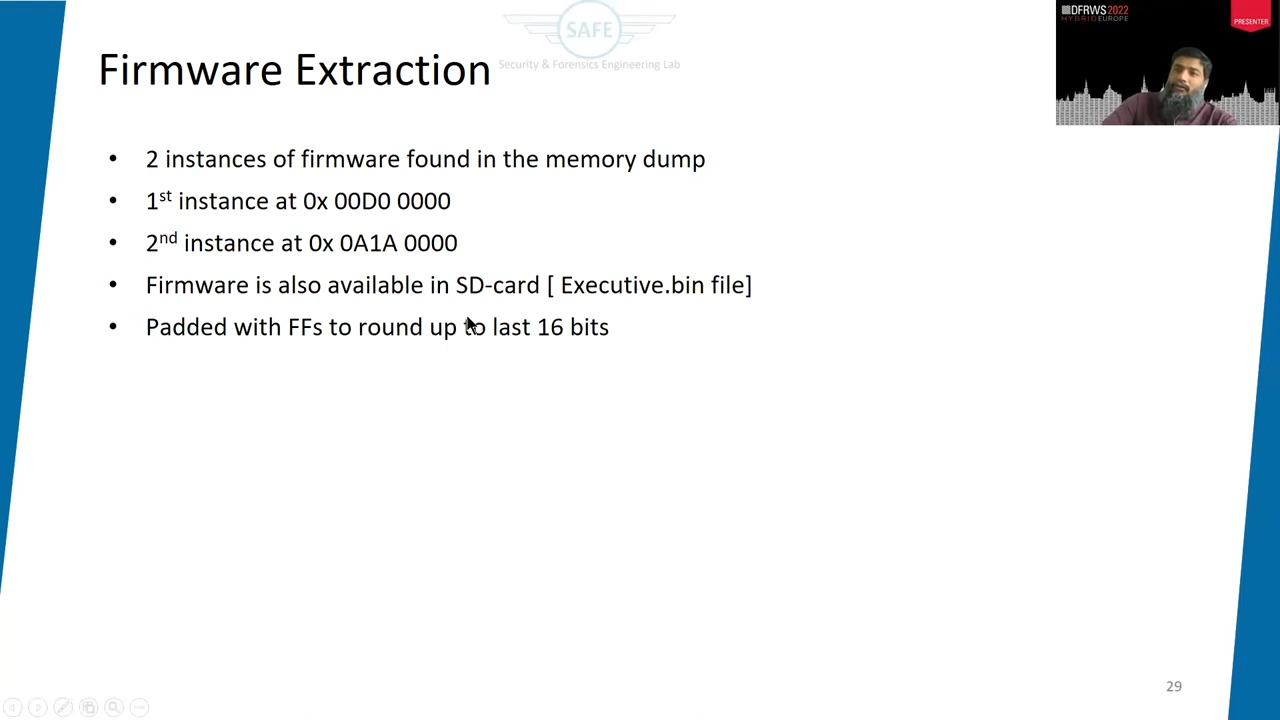 SAFE
Security & Forensics Engineering Lab
DFRWS 2022
HYBRID EUROPE
PRESENTER
Firmware Extraction
• 2 instances of firmware found in the memory dump
• 1st instance at 0x 00D0 0000
• 2nd instance at 0x 0A1A 0000
• Firmware is also available in SD-card [ Executive.bin file]
• Padded with FFs to round up to last 16 bits
29